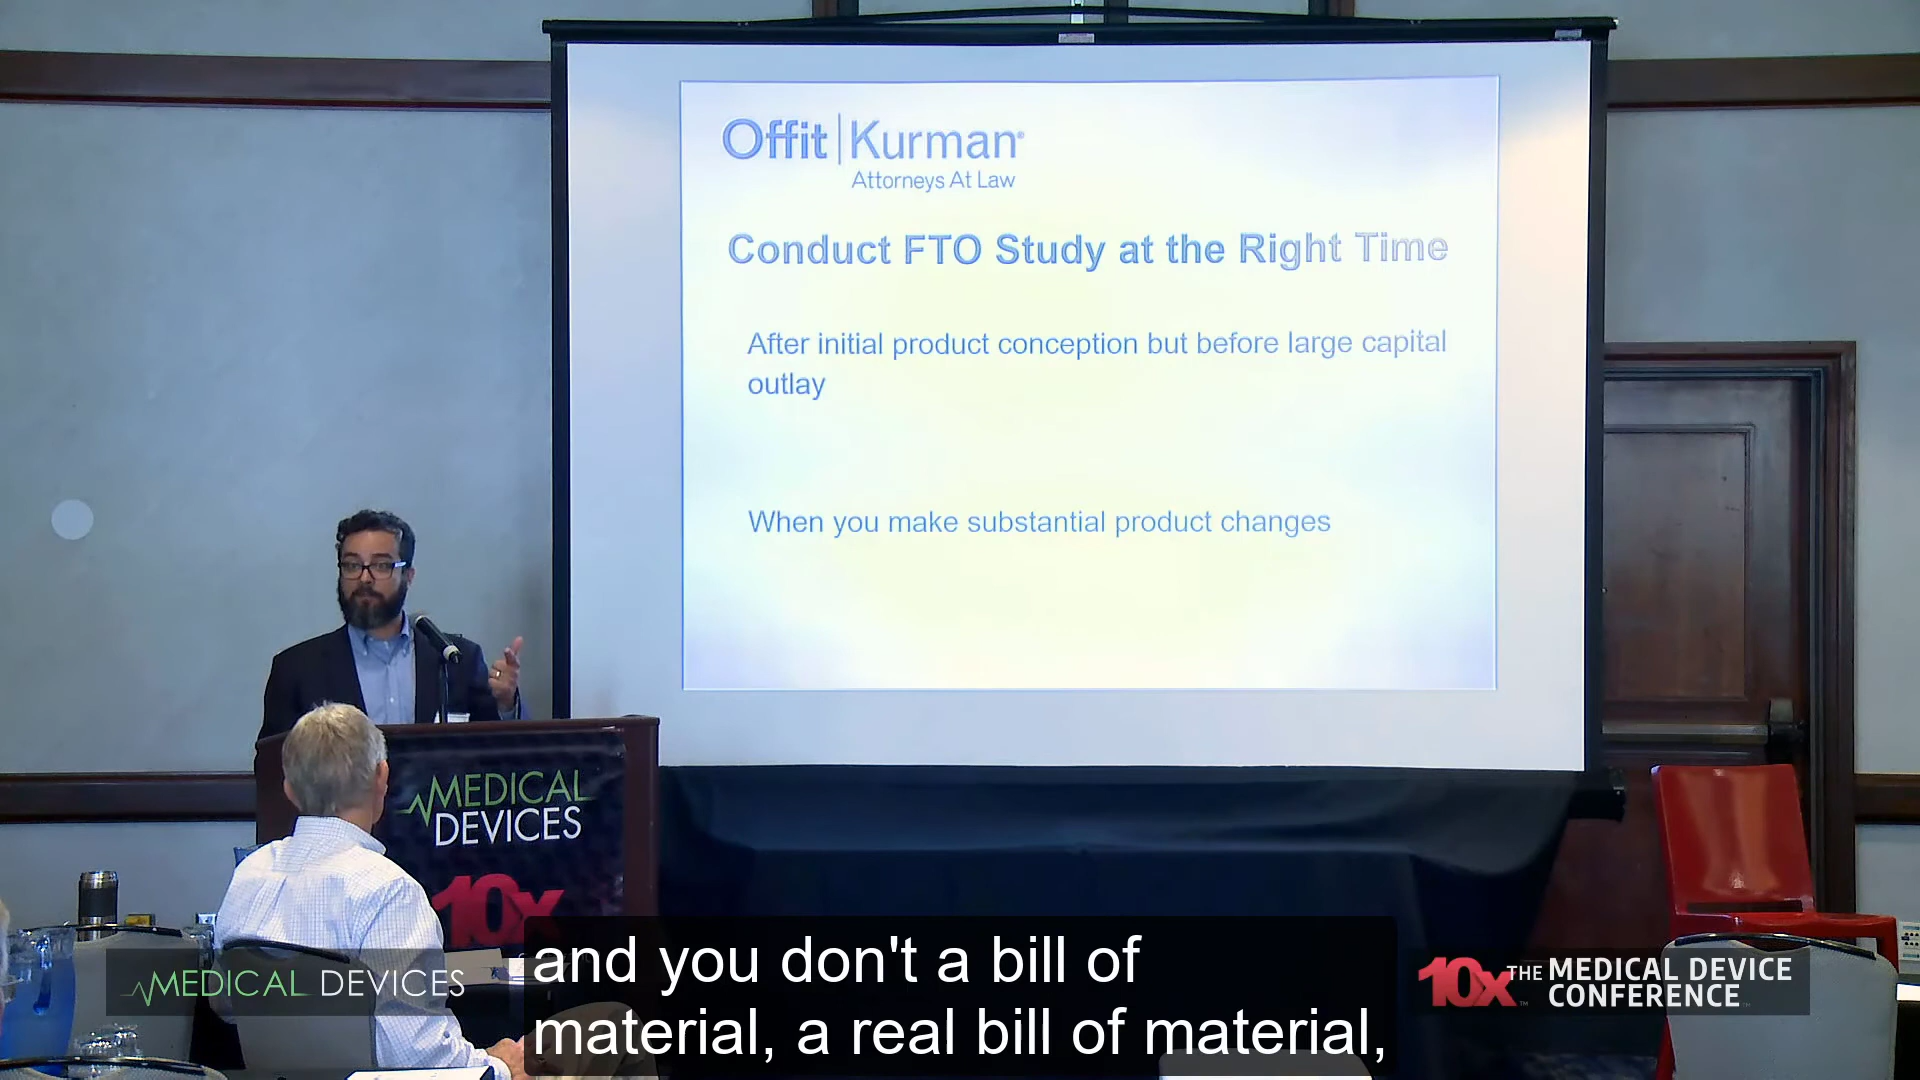 Offit|Kurman®
Attorneys At Law
Conduct FTO Study at the Right Time
After initial product conception but before large capital
outlay
When you make substantial product changes
MEDICAL
DEVICES
10x
MEDICAL DEVICES
and you don't a bill of
material, a real bill of material,
10x THE MEDICAL DEVICE
CONFERENCE